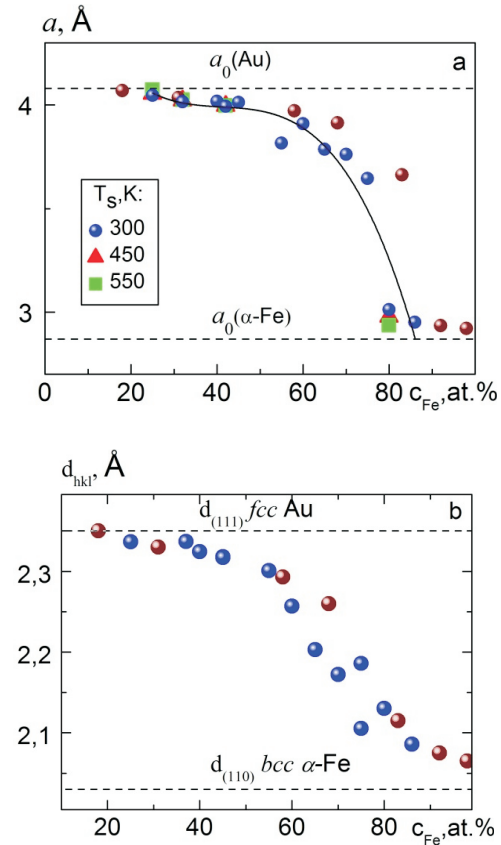 a, Å
a
a₀(Au)
4
T_S,K:
300
450
550
3
a₀(α-Fe)
0 20 40 60 80 c_Fe,at.%
d_hkl, Å
b
d_(111) fcc Au
2,3
2,2
2,1
d_(110) bcc α-Fe
20 40 60 80 c_Fe,at.%